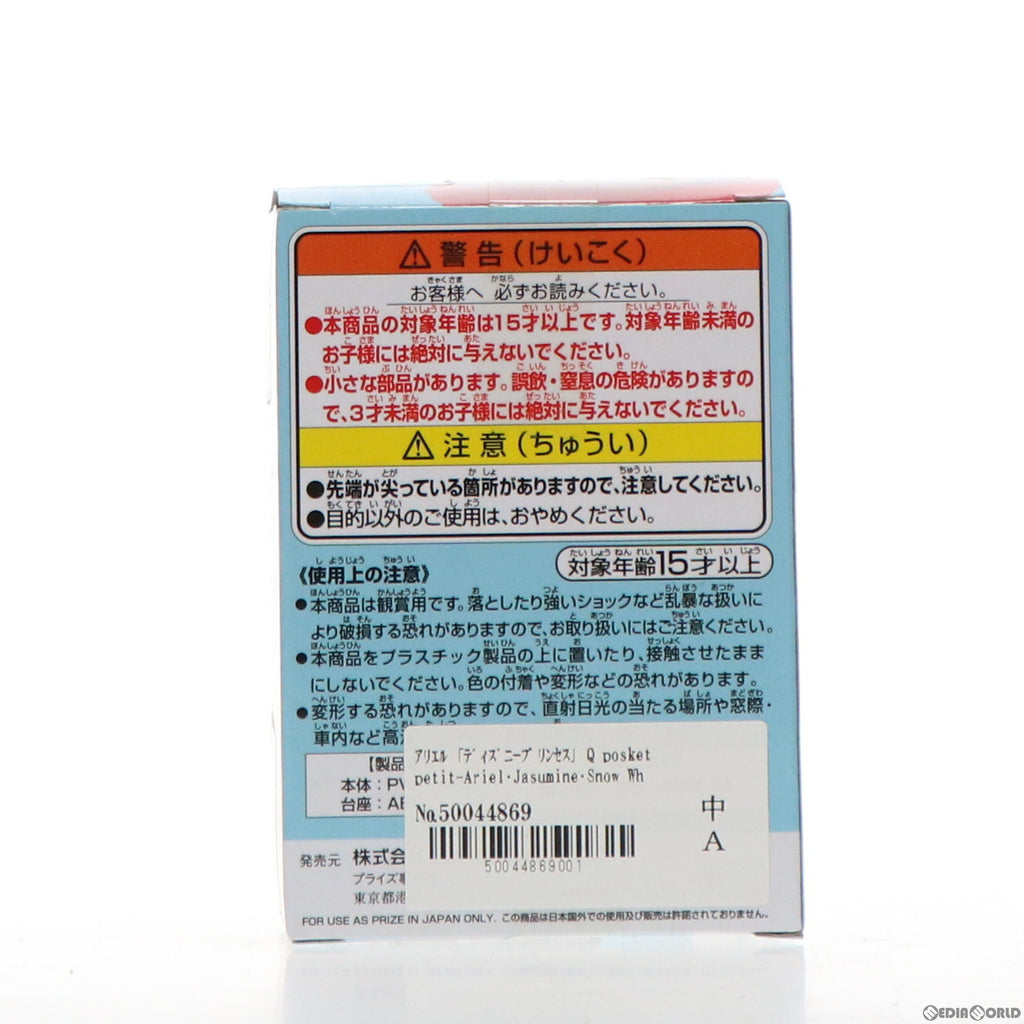 警告(けいこく)
お客様へ 必ずお読みください。
●本商品の対象年齢は15才以上です。対象年齢未満の
お子様には絶対に与えないでください。
●小さな部品があります。誤飲・窒息の危険がありますの
で、3才未満のお子様には絶対に与えないでください。
注意(ちゅうい)
●先端が尖っている箇所がありますので、注意してください。
●目的以外のご使用は、おやめください。
対象年齢15才以上
《使用上の注意》
●本商品は観賞用です。落としたり強いショックなど乱暴な扱いに
より破損する恐れがありますので、お取り扱いにはご注意ください。
●本商品をプラスチック製品の上に置いたり、接触させたまま
にしないでください。色の付着や変形などの恐れがあります。
●変形する恐れがありますので、直射日光の当たる場所や窓際・
車内など高
【製品
本体:PV
台座:AB
アリエル 「ディズニープリンセス」 Q posket
petit-Ariel・Jasumine・Snow Wh
No.50044869
50044869001
中
A
発売元 株式会
プライズ事
東京都港
FOR USE AS PRIZE IN JAPAN ONLY. この商品は日本国外での使用及び販売は許諾されておりません。
MEDIAWORLD